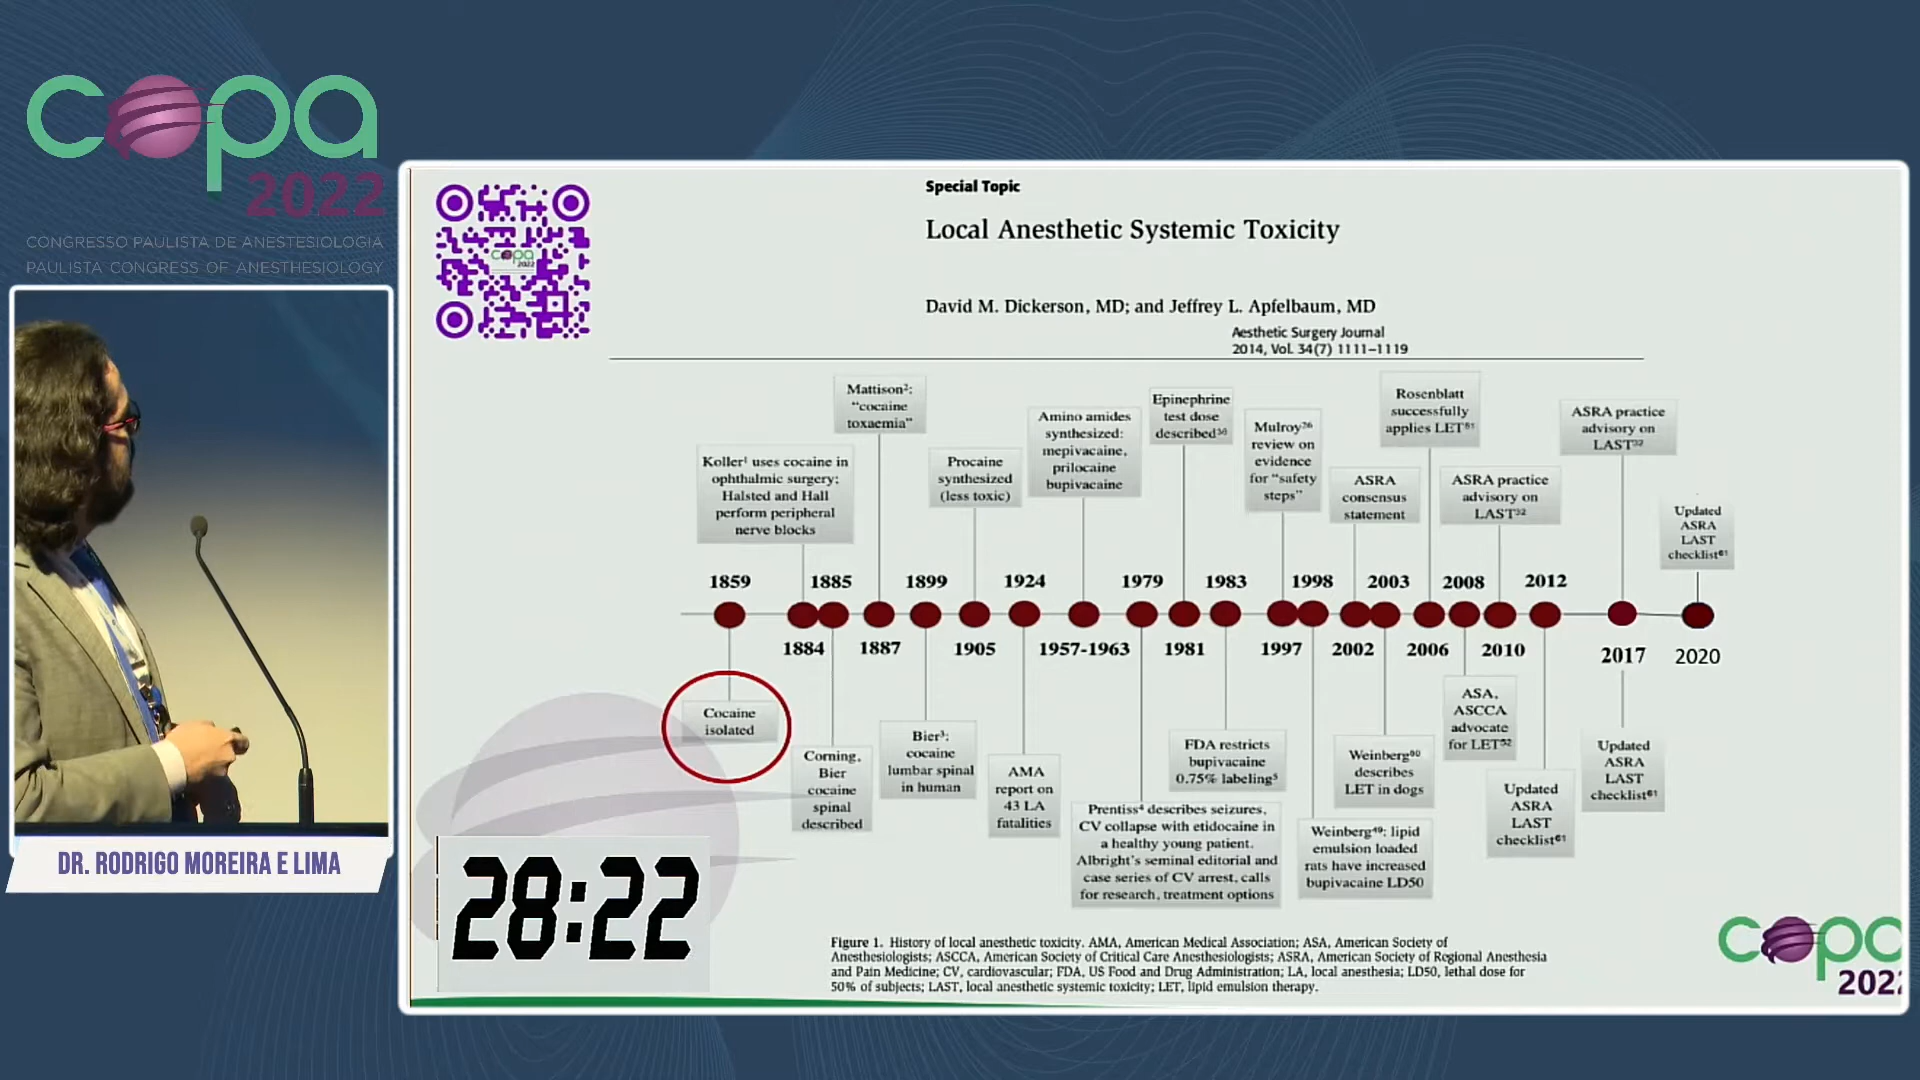 copa
2022
CONGRESSO PAULISTA DE ANESTESIOLOGIA
PAULISTA CONGRESS OF ANESTHESIOLOGY
DR. RODRIGO MOREIRA E LIMA
copa
2022
Special Topic
Local Anesthetic Systemic Toxicity
David M. Dickerson, MD; and Jeffrey L. Apfelbaum, MD
Aesthetic Surgery Journal
2014, Vol. 34(7) 1111–1119
Koller¹ uses cocaine in
ophthalmic surgery;
Halsted and Hall
perform peripheral
nerve blocks
Mattison²:
“cocaine
toxaemia”
Procaine
synthesized
(less toxic)
Amino amides
synthesized:
mepivacaine,
prilocaine
bupivacaine
Epinephrine
test dose
described³⁶
Mulroy²⁶
review on
evidence
for “safety
steps”
ASRA
consensus
statement
Rosenblatt
successfully
applies LET⁶¹
ASRA practice
advisory on
LAST³²
ASRA practice
advisory on
LAST³²
Updated
ASRA
LAST
checklist⁶¹
1859
1885
1899
1924
1979
1983
1998
2003
2008
2012
1884
1887
1905
1957-1963
1981
1997
2002
2006
2010
2017
2020
Cocaine
isolated
Corning,
Bier
cocaine
spinal
described
Bier³:
cocaine
lumbar spinal
in human
AMA
report on
43 LA
fatalities
Prentiss⁴ describes seizures,
CV collapse with etidocaine in
a healthy young patient.
Albright's seminal editorial and
case series of CV arrest, calls
for research, treatment options
FDA restricts
bupivacaine
0.75% labeling⁵
Weinberg⁴⁹: lipid
emulsion loaded
rats have increased
bupivacaine LD50
Weinberg⁶⁰
describes
LET in dogs
ASA,
ASCCA
advocate
for LET⁵²
Updated
ASRA
LAST
checklist⁶¹
Updated
ASRA
LAST
checklist⁶¹
28:22
Figure 1. History of local anesthetic toxicity. AMA, American Medical Association; ASA, American Society of
Anesthesiologists; ASCCA, American Society of Critical Care Anesthesiologists; ASRA, American Society of Regional Anesthesia
and Pain Medicine; CV, cardiovascular; FDA, US Food and Drug Administration; LA, local anesthesia; LD50, lethal dose for
50% of subjects; LAST, local anesthetic systemic toxicity; LET, lipid emulsion therapy.
copa
202